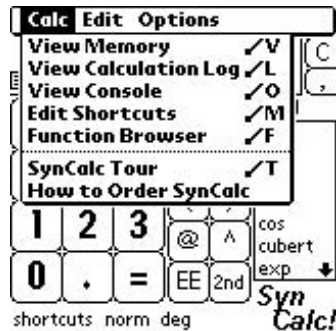 Calc Edit Options
View Memory ⁄V
View Calculation Log ⁄L
View Console ⁄O
Edit Shortcuts ⁄M
Function Browser ⁄F
SynCalc Tour ⁄T
How to Order SynCalc
C
,
1 2 3 @ ^
0 . = EE 2nd
cos
cubert
exp
shortcuts norm deg
Syn
Calc!